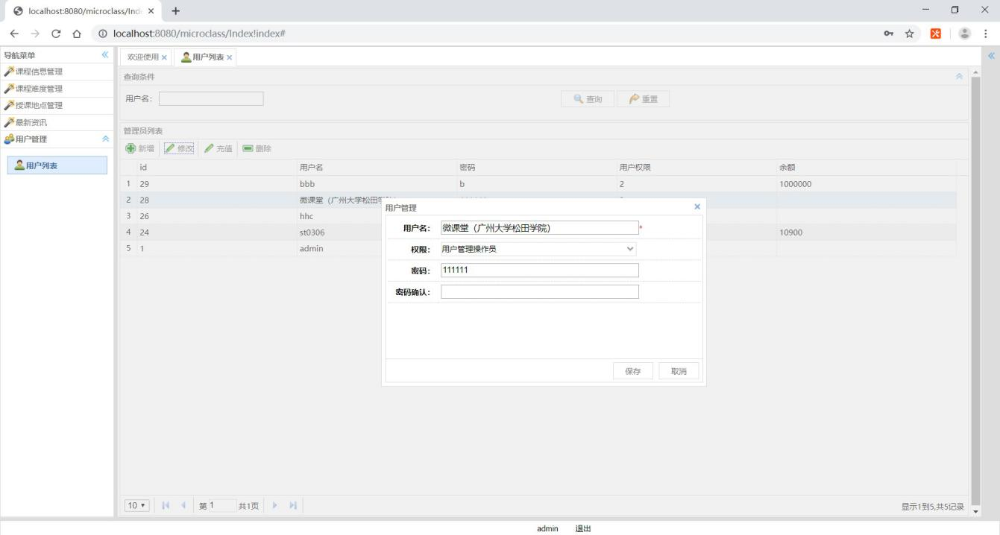 localhost:8080/microclass/Ind
localhost:8080/microclass/Index!index#
导航菜单
课程信息管理
课程难度管理
授课地点管理
最新资讯
用户管理
用户列表
欢迎使用 用户列表
查询条件
用户名: 查询 重置
管理员列表
新增 修改 充值 删除
id 用户名 密码 用户权限 余额
1 29 bbb b 2 1000000
2 28 微课堂（广州大学松田
3 26 hhc
4 24 st0306 10900
5 1 admin
用户管理
用户名: 微课堂（广州大学松田学院） *
权限: 用户管理操作员
密码: 111111
密码确认:
保存 取消
10 第 1 共1页 显示1到5,共5记录
admin 退出